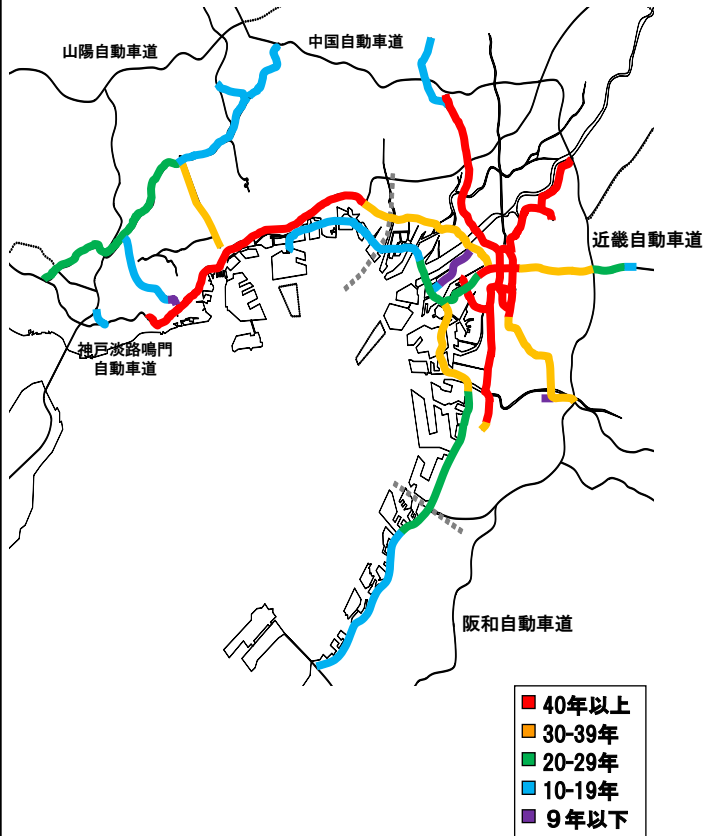 山陽自動車道
中国自動車道
近畿自動車道
神戸淡路鳴門
自動車道
阪和自動車道
40年以上
30-39年
20-29年
10-19年
９年以下